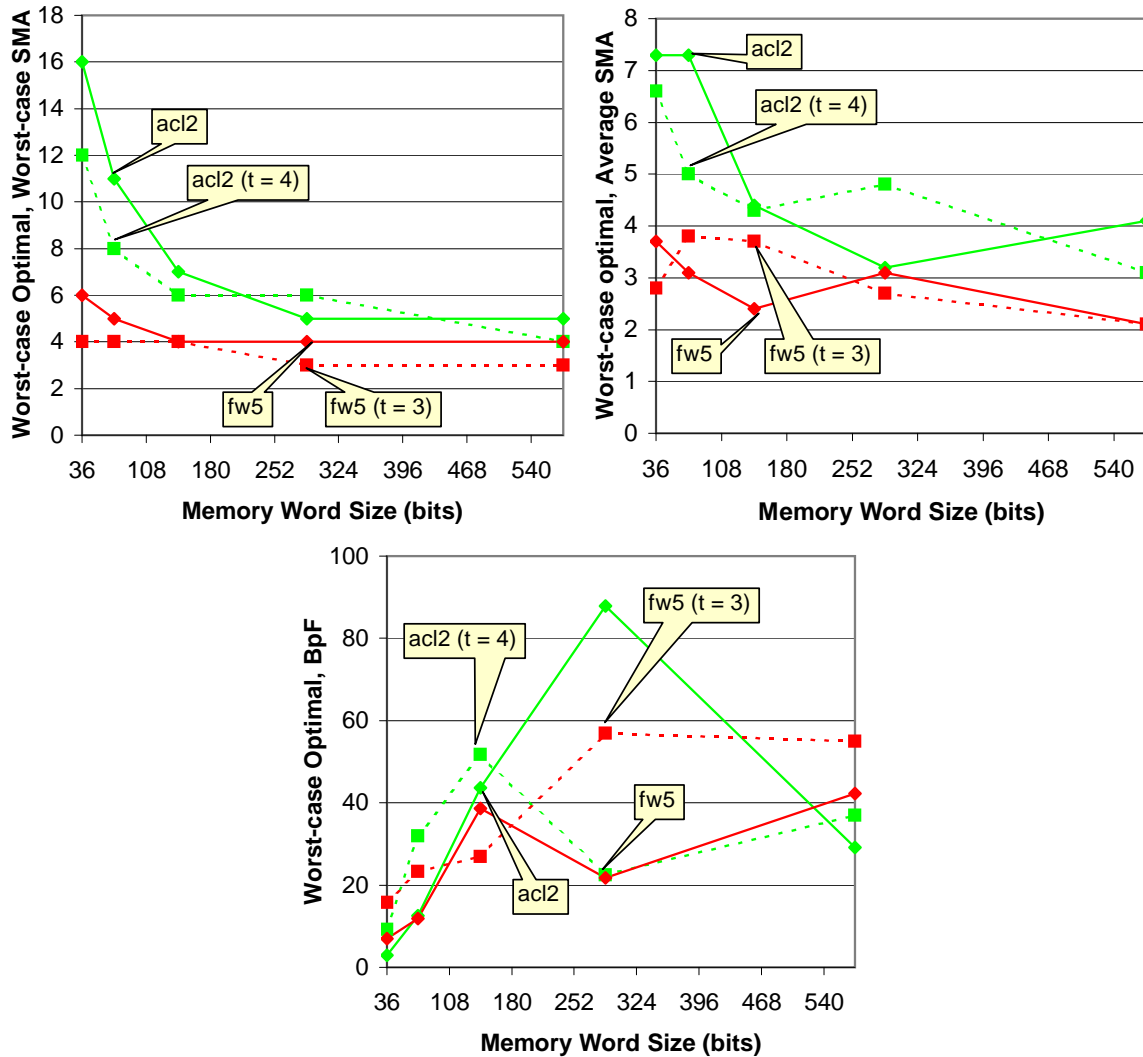 Worst-case Optimal, Worst-case SMA
18
16
14
12
10
8
6
4
2
0
acl2
acl2 (t = 4)
fw5
fw5 (t = 3)
36 108 180 252 324 396 468 540
Memory Word Size (bits)
Worst-case optimal, Average SMA
8
7
6
5
4
3
2
1
0
acl2
acl2 (t = 4)
fw5
fw5 (t = 3)
36 108 180 252 324 396 468 540
Memory Word Size (bits)
Worst-case Optimal, BpF
100
80
60
40
20
0
acl2 (t = 4)
fw5 (t = 3)
fw5
acl2
36 108 180 252 324 396 468 540
Memory Word Size (bits)